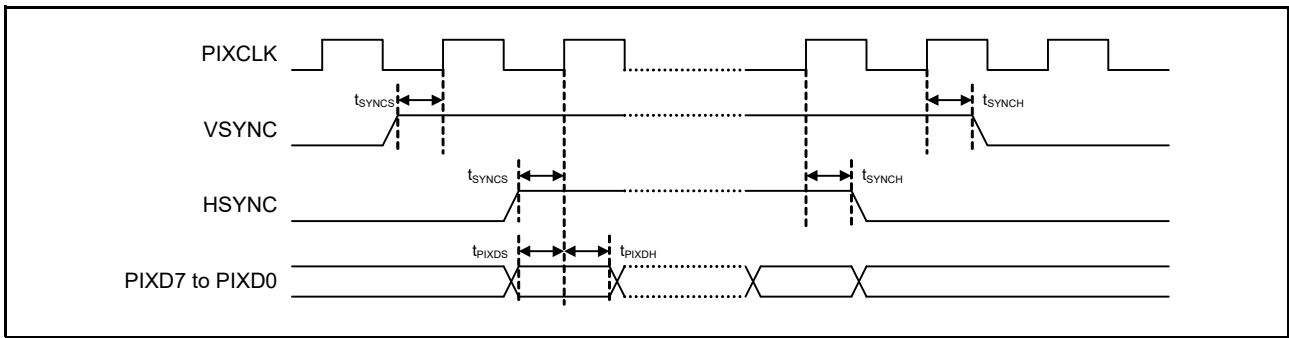 PIXCLK
tSYNCS tSYNCH
VSYNC
tSYNCS tSYNCH
HSYNC
tPIXDS tPIXDH
PIXD7 to PIXD0